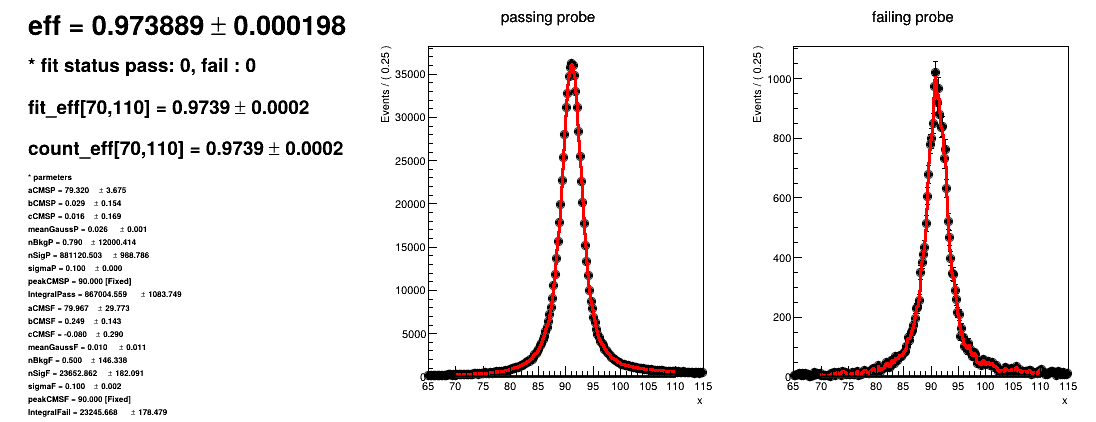 eff = 0.973889 ± 0.000198
* fit status pass: 0, fail : 0
fit_eff[70,110] = 0.9739 ± 0.0002
count_eff[70,110] = 0.9739 ± 0.0002
* parmeters
aCMSP = 79.320 ± 3.675
bCMSP = 0.029 ± 0.154
cCMSP = 0.016 ± 0.169
meanGaussP = 0.026 ± 0.001
nBkgP = 0.790 ± 12000.414
nSigP = 881120.503 ± 968.786
sigmaP = 0.100 ± 0.000
peakCMSP = 90.000 [Fixed]
IntegralPass = 867004.559 ± 1083.749
aCMSF = 79.967 ± 29.773
bCMSF = 0.249 ± 0.143
cCMSF = -0.080 ± 0.290
meanGaussF = 0.010 ± 0.011
nBkgF = 0.500 ± 146.338
nSigF = 23652.862 ± 182.091
sigmaF = 0.100 ± 0.002
peakCMSF = 90.000 [Fixed]
IntegralFail = 23245.668 ± 178.479
passing probe
Events / ( 0.25 )
35000
30000
25000
20000
15000
10000
5000
0
65 70 75 80 85 90 95 100 105 110 115
x
failing probe
Events / ( 0.25 )
1000
800
600
400
200
0
65 70 75 80 85 90 95 100 105 110 115
x